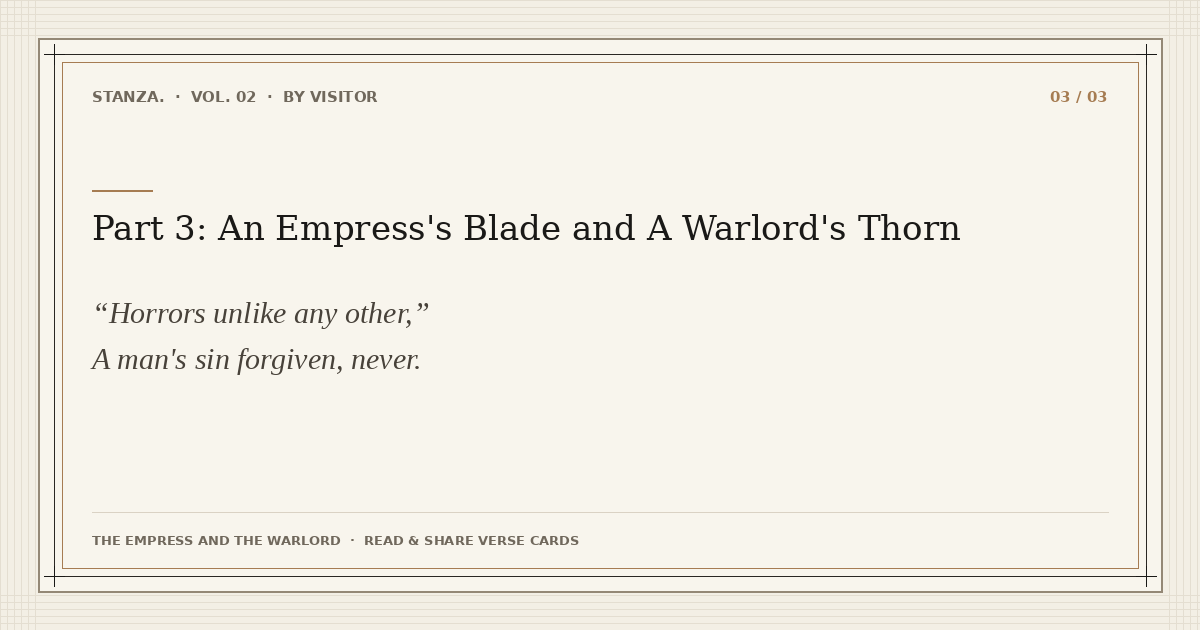 STANZA. · VOL. 02 · BY VISITOR
03 / 03
Part 3: An Empress's Blade and A Warlord's Thorn
“Horrors unlike any other,”
A man's sin forgiven, never.
THE EMPRESS AND THE WARLORD · READ & SHARE VERSE CARDS